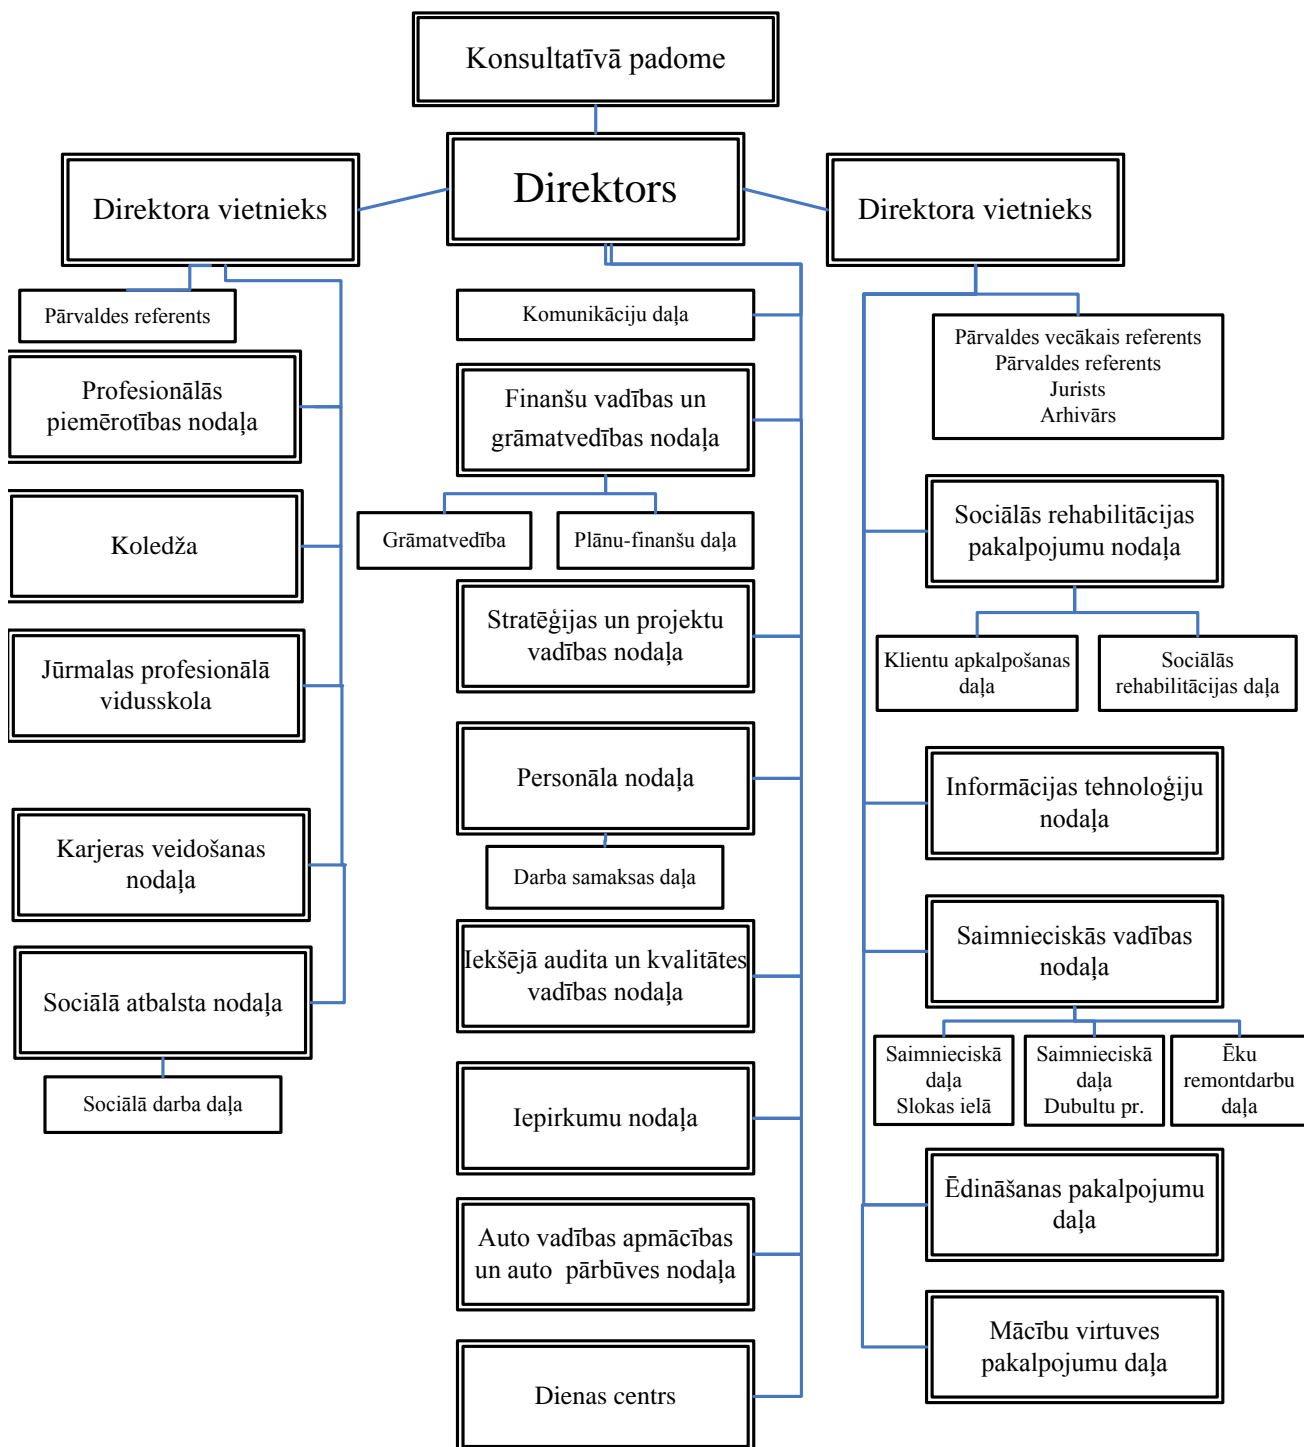 Konsultatīvā padome
Direktors
Direktora vietnieks
Direktora vietnieks
Pārvaldes referents
Profesionālās
piemērotības nodaļa
Koledža
Jūrmalas profesionālā
vidusskola
Karjeras veidošanas
nodaļa
Sociālā atbalsta nodaļa
Sociālā darba daļa
Komunikāciju daļa
Finanšu vadības un
grāmatvedības nodaļa
Grāmatvedība
Plānu-finanšu daļa
Stratēģijas un projektu
vadības nodaļa
Personāla nodaļa
Darba samaksas daļa
Iekšējā audita un kvalitātes
vadības nodaļa
Iepirkumu nodaļa
Auto vadības apmācības
un auto pārbūves nodaļa
Dienas centrs
Pārvaldes vecākais referents
Pārvaldes referents
Jurists
Arhivārs
Sociālās rehabilitācijas
pakalpojumu nodaļa
Klientu apkalpošanas
daļa
Sociālās
rehabilitācijas daļa
Informācijas tehnoloģiju
nodaļa
Saimnieciskās vadības
nodaļa
Saimnieciskā
daļa
Slokas ielā
Saimnieciskā
daļa
Dubultu pr.
Ēku
remontdarbu
daļa
Ēdināšanas pakalpojumu
daļa
Mācību virtuves
pakalpojumu daļa